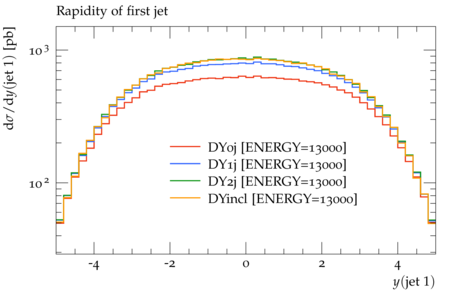 Rapidity of first jet
dσ/dy(jet 1) [pb]
10³
10²
DY0j [ENERGY=13000]
DY1j [ENERGY=13000]
DY2j [ENERGY=13000]
DYincl [ENERGY=13000]
-4 -2 0 2 4
y(jet 1)